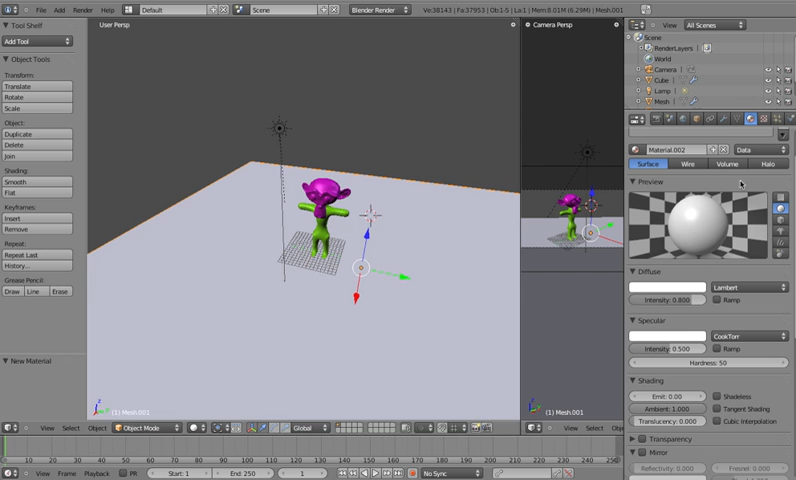 File Add Render Help Default Scene Blender Render Ve:38143 | Fa:37953 | Ob:1-5 | La:1 | Mem:8.01M (6.29M) | Mesh.001
Tool Shelf
Add Tool
Object Tools
Transform:
Translate
Rotate
Scale
Object:
Duplicate
Delete
Join
Shading:
Smooth
Flat
Keyframes:
Insert
Remove
Repeat:
Repeat Last
History...
Grease Pencil:
Draw Line Erase
New Material
User Persp
(1) Mesh.001
Camera Persp
(1) Mesh.001
View Select Object Object Mode Global
View Select Obje
View All Scenes
Scene
RenderLayers
World
Camera
Cube
Lamp
Mesh
Material.002 Data
Surface Wire Volume Halo
Preview
Diffuse
Lambert
Intensity: 0.800 Ramp
Specular
CookTorr
Intensity: 0.500 Ramp
Hardness: 50
Shading
Emit: 0.00 Shadeless
Ambient: 1.000 Tangent Shading
Translucency: 0.000 Cubic Interpolation
Transparency
Mirror
Reflectivity: 0.000 Fresnel: 0.000
0 10 20 30 40 50 60 70 80 90 100 110 120 130 140 150 160 170 180 190 200 210 220 230 240 250
View Frame Playback PR Start: 1 End: 250 1 No Sync